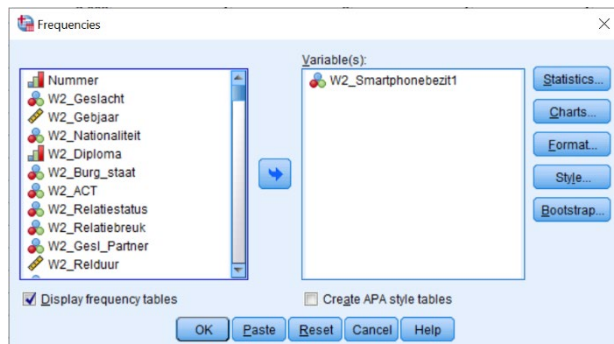 Frequencies
Variable(s):
Nummer
W2_Geslacht
W2_Gebjaar
W2_Nationaliteit
W2_Diploma
W2_Burg_staat
W2_ACT
W2_Relatiestatus
W2_Relatiebreuk
W2_Gesl_Partner
W2_Relduur
W2_Smartphonebezit1
Statistics...
Charts...
Format...
Style...
Bootstrap...
Display frequency tables
Create APA style tables
OK Paste Reset Cancel Help